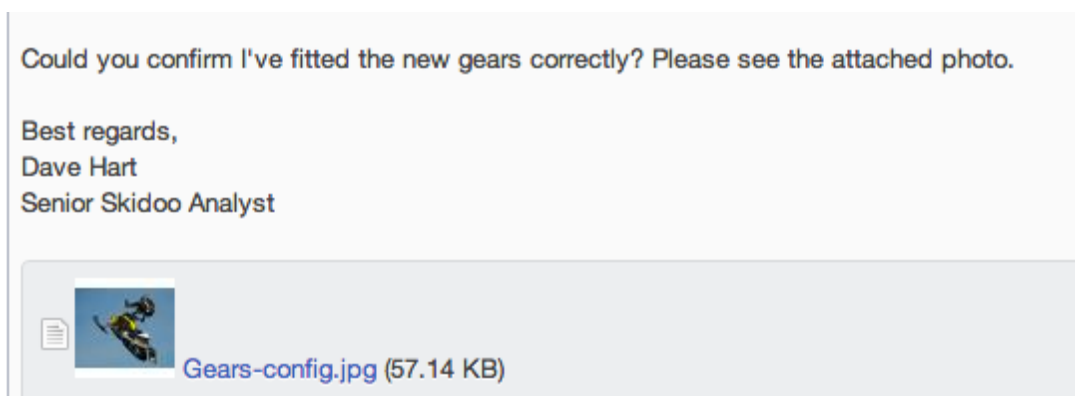 Could you confirm I've fitted the new gears correctly? Please see the attached photo.
Best regards,
Dave Hart
Senior Skidoo Analyst
Gears-config.jpg (57.14 KB)